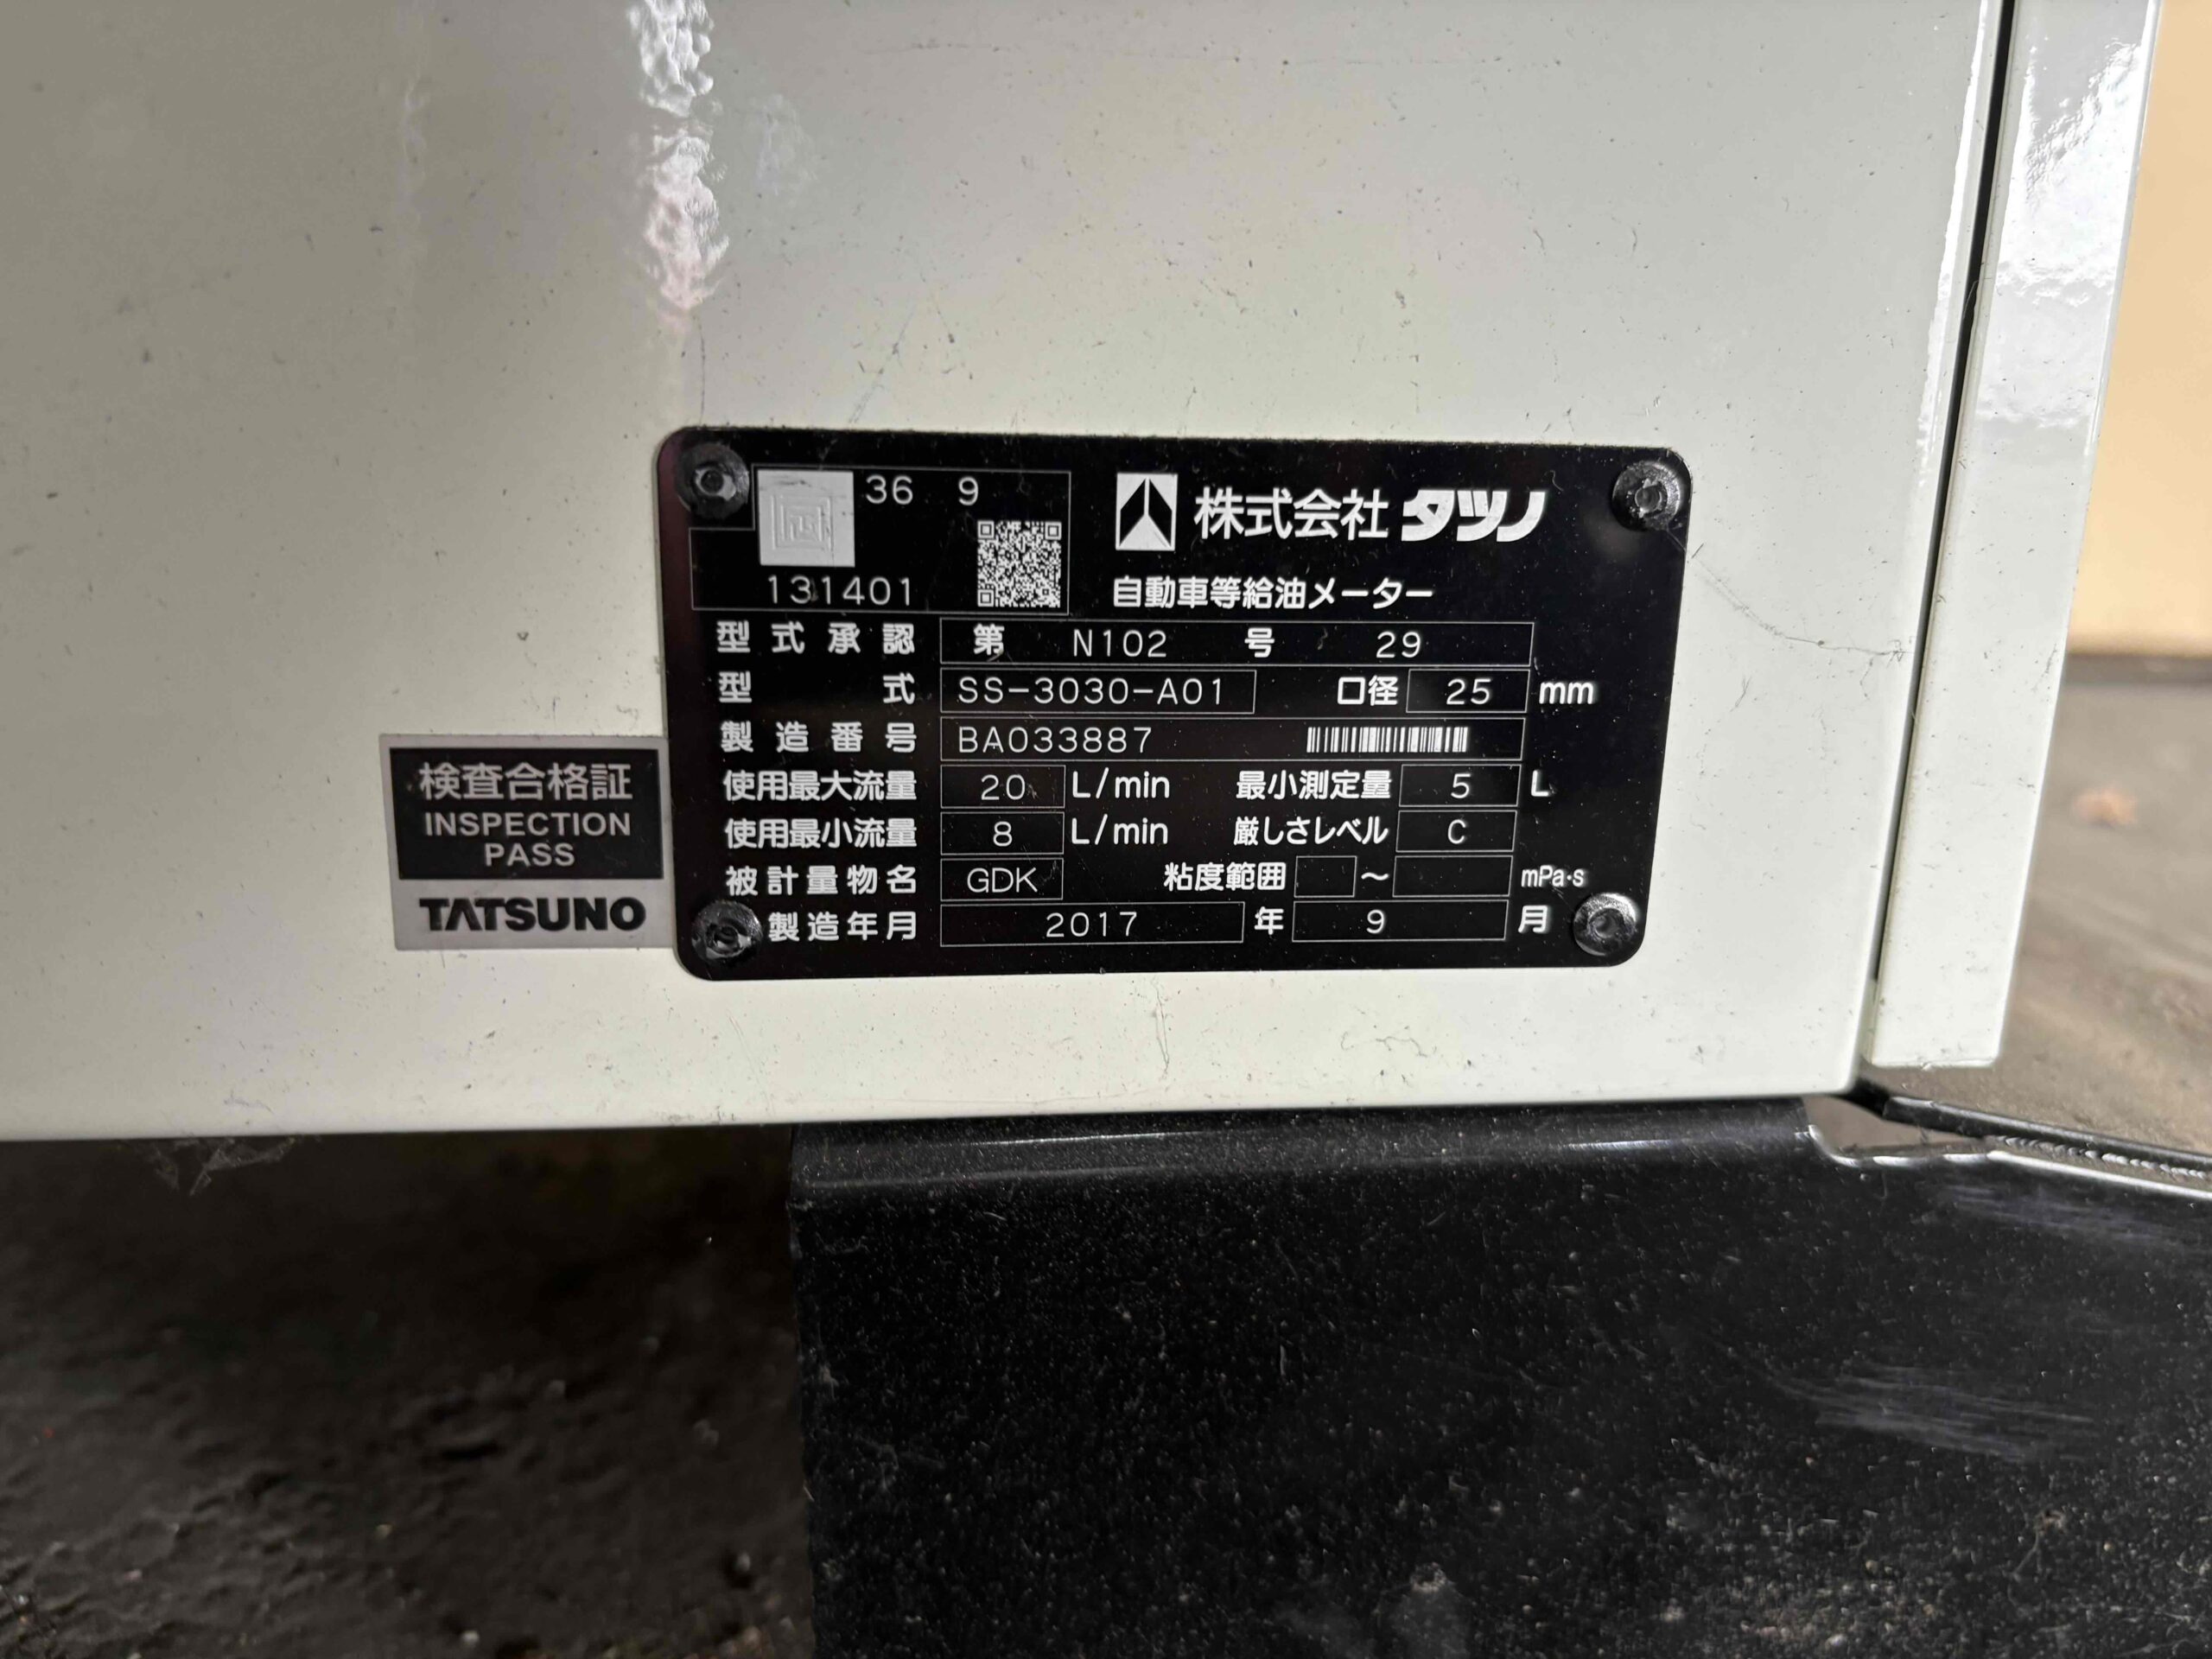 36 9
131401
株式会社タツノ
自動車等給油メーター
型式承認 第 N102 号 29
型式 SS-3030-A01 口径 25 mm
製造番号 BA033887
使用最大流量 20 L/min 最小測定量 5 L
使用最小流量 8 L/min 厳しさレベル C
被計量物名 GDK 粘度範囲 ~ mPa·s
製造年月 2017 年 9 月
検査合格証
INSPECTION
PASS
TATSUNO